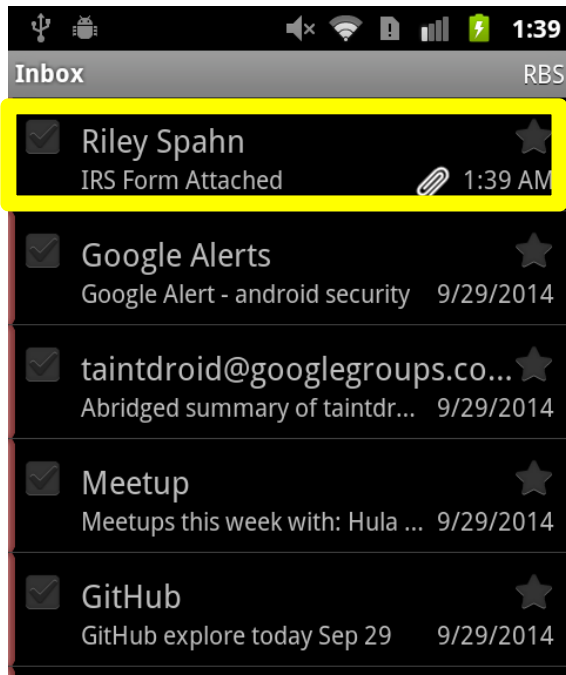 1:39
Inbox RBS
Riley Spahn
IRS Form Attached 1:39 AM
Google Alerts
Google Alert - android security 9/29/2014
taintdroid@googlegroups.co...
Abridged summary of taintdr... 9/29/2014
Meetup
Meetups this week with: Hula ... 9/29/2014
GitHub
GitHub explore today Sep 29 9/29/2014